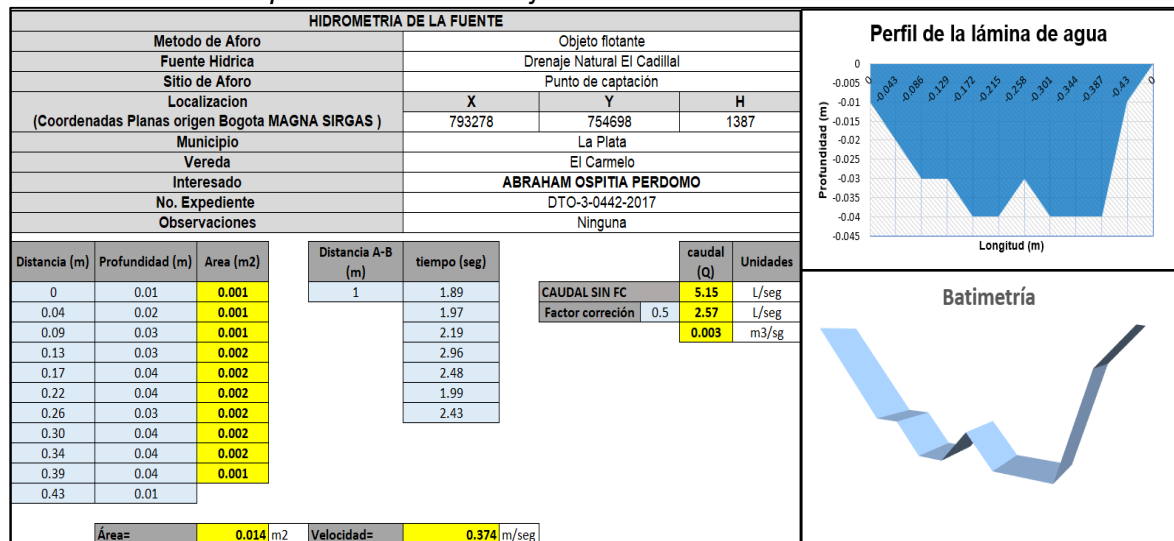 HIDROMETRIA DE LA FUENTE
Metodo de Aforo Objeto flotante
Fuente Hidrica Drenaje Natural El Cadillal
Sitio de Aforo Punto de captación
Localizacion X Y H
(Coordenadas Planas origen Bogota MAGNA SIRGAS ) 793278 754698 1387
Municipio La Plata
Vereda El Carmelo
Interesado ABRAHAM OSPITIA PERDOMO
No. Expediente DTO-3-0442-2017
Observaciones Ninguna
Distancia (m) Profundidad (m) Area (m2)
0 0.01 0.001
0.04 0.02 0.001
0.09 0.03 0.001
0.13 0.03 0.002
0.17 0.04 0.002
0.22 0.04 0.002
0.26 0.03 0.002
0.30 0.04 0.002
0.34 0.04 0.002
0.39 0.04 0.001
0.43 0.01
Distancia A-B
(m)
tiempo (seg)
1 1.89
1.97
2.19
2.96
2.48
1.99
2.43
caudal
(Q)
Unidades
CAUDAL SIN FC 5.15 L/seg
Factor correción 0.5 2.57 L/seg
0.003 m3/sg
Área= 0.014 m2 Velocidad= 0.374 m/seg
Perfil de la lámina de agua
0
-0.005
-0.01
-0.015
-0.02
-0.025
-0.03
-0.035
-0.04
-0.045
Profundidad (m)
0 -0.043 -0.086 -0.129 -0.172 -0.215 -0.258 -0.301 -0.344 -0.387 -0.43 0
Longitud (m)
Batimetría